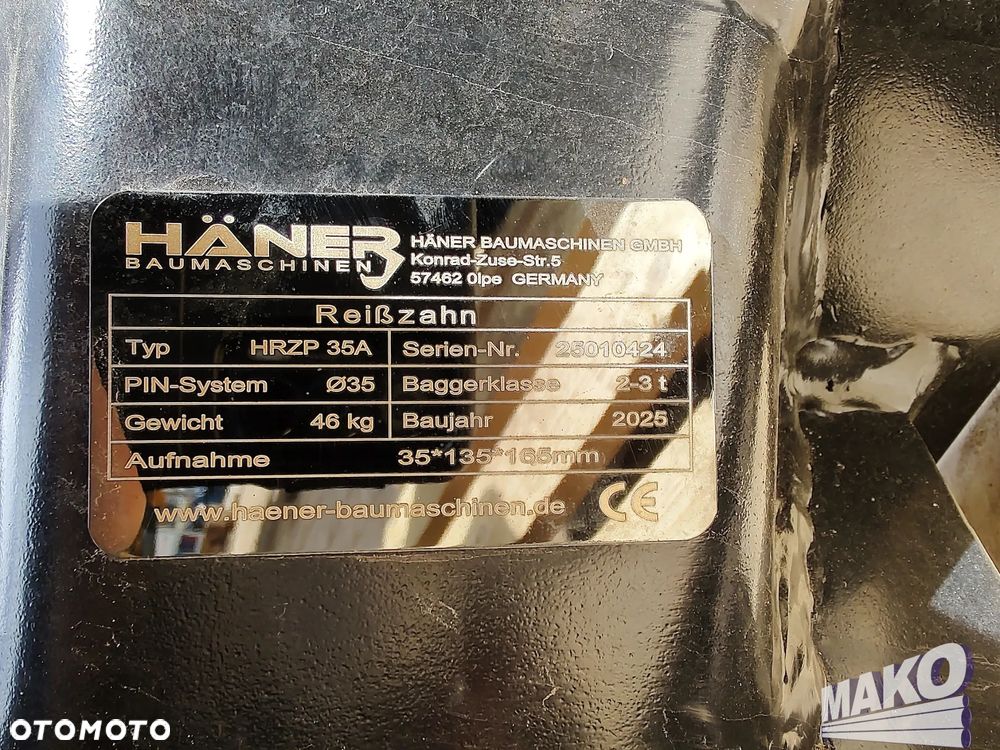 HÄNER
BAUMASCHINEN
HÄNER BAUMASCHINEN GMBH
Konrad-Zuse-Str.5
57462 Olpe GERMANY
Reißzahn
Typ HRZP 35A Serien-Nr. 25010424
PIN-System Ø35 Baggerklasse 2-3 t
Gewicht 46 kg Baujahr 2025
Aufnahme 35*135*165mm
www.haener-baumaschinen.de CE
MAKO
OTOMOTO